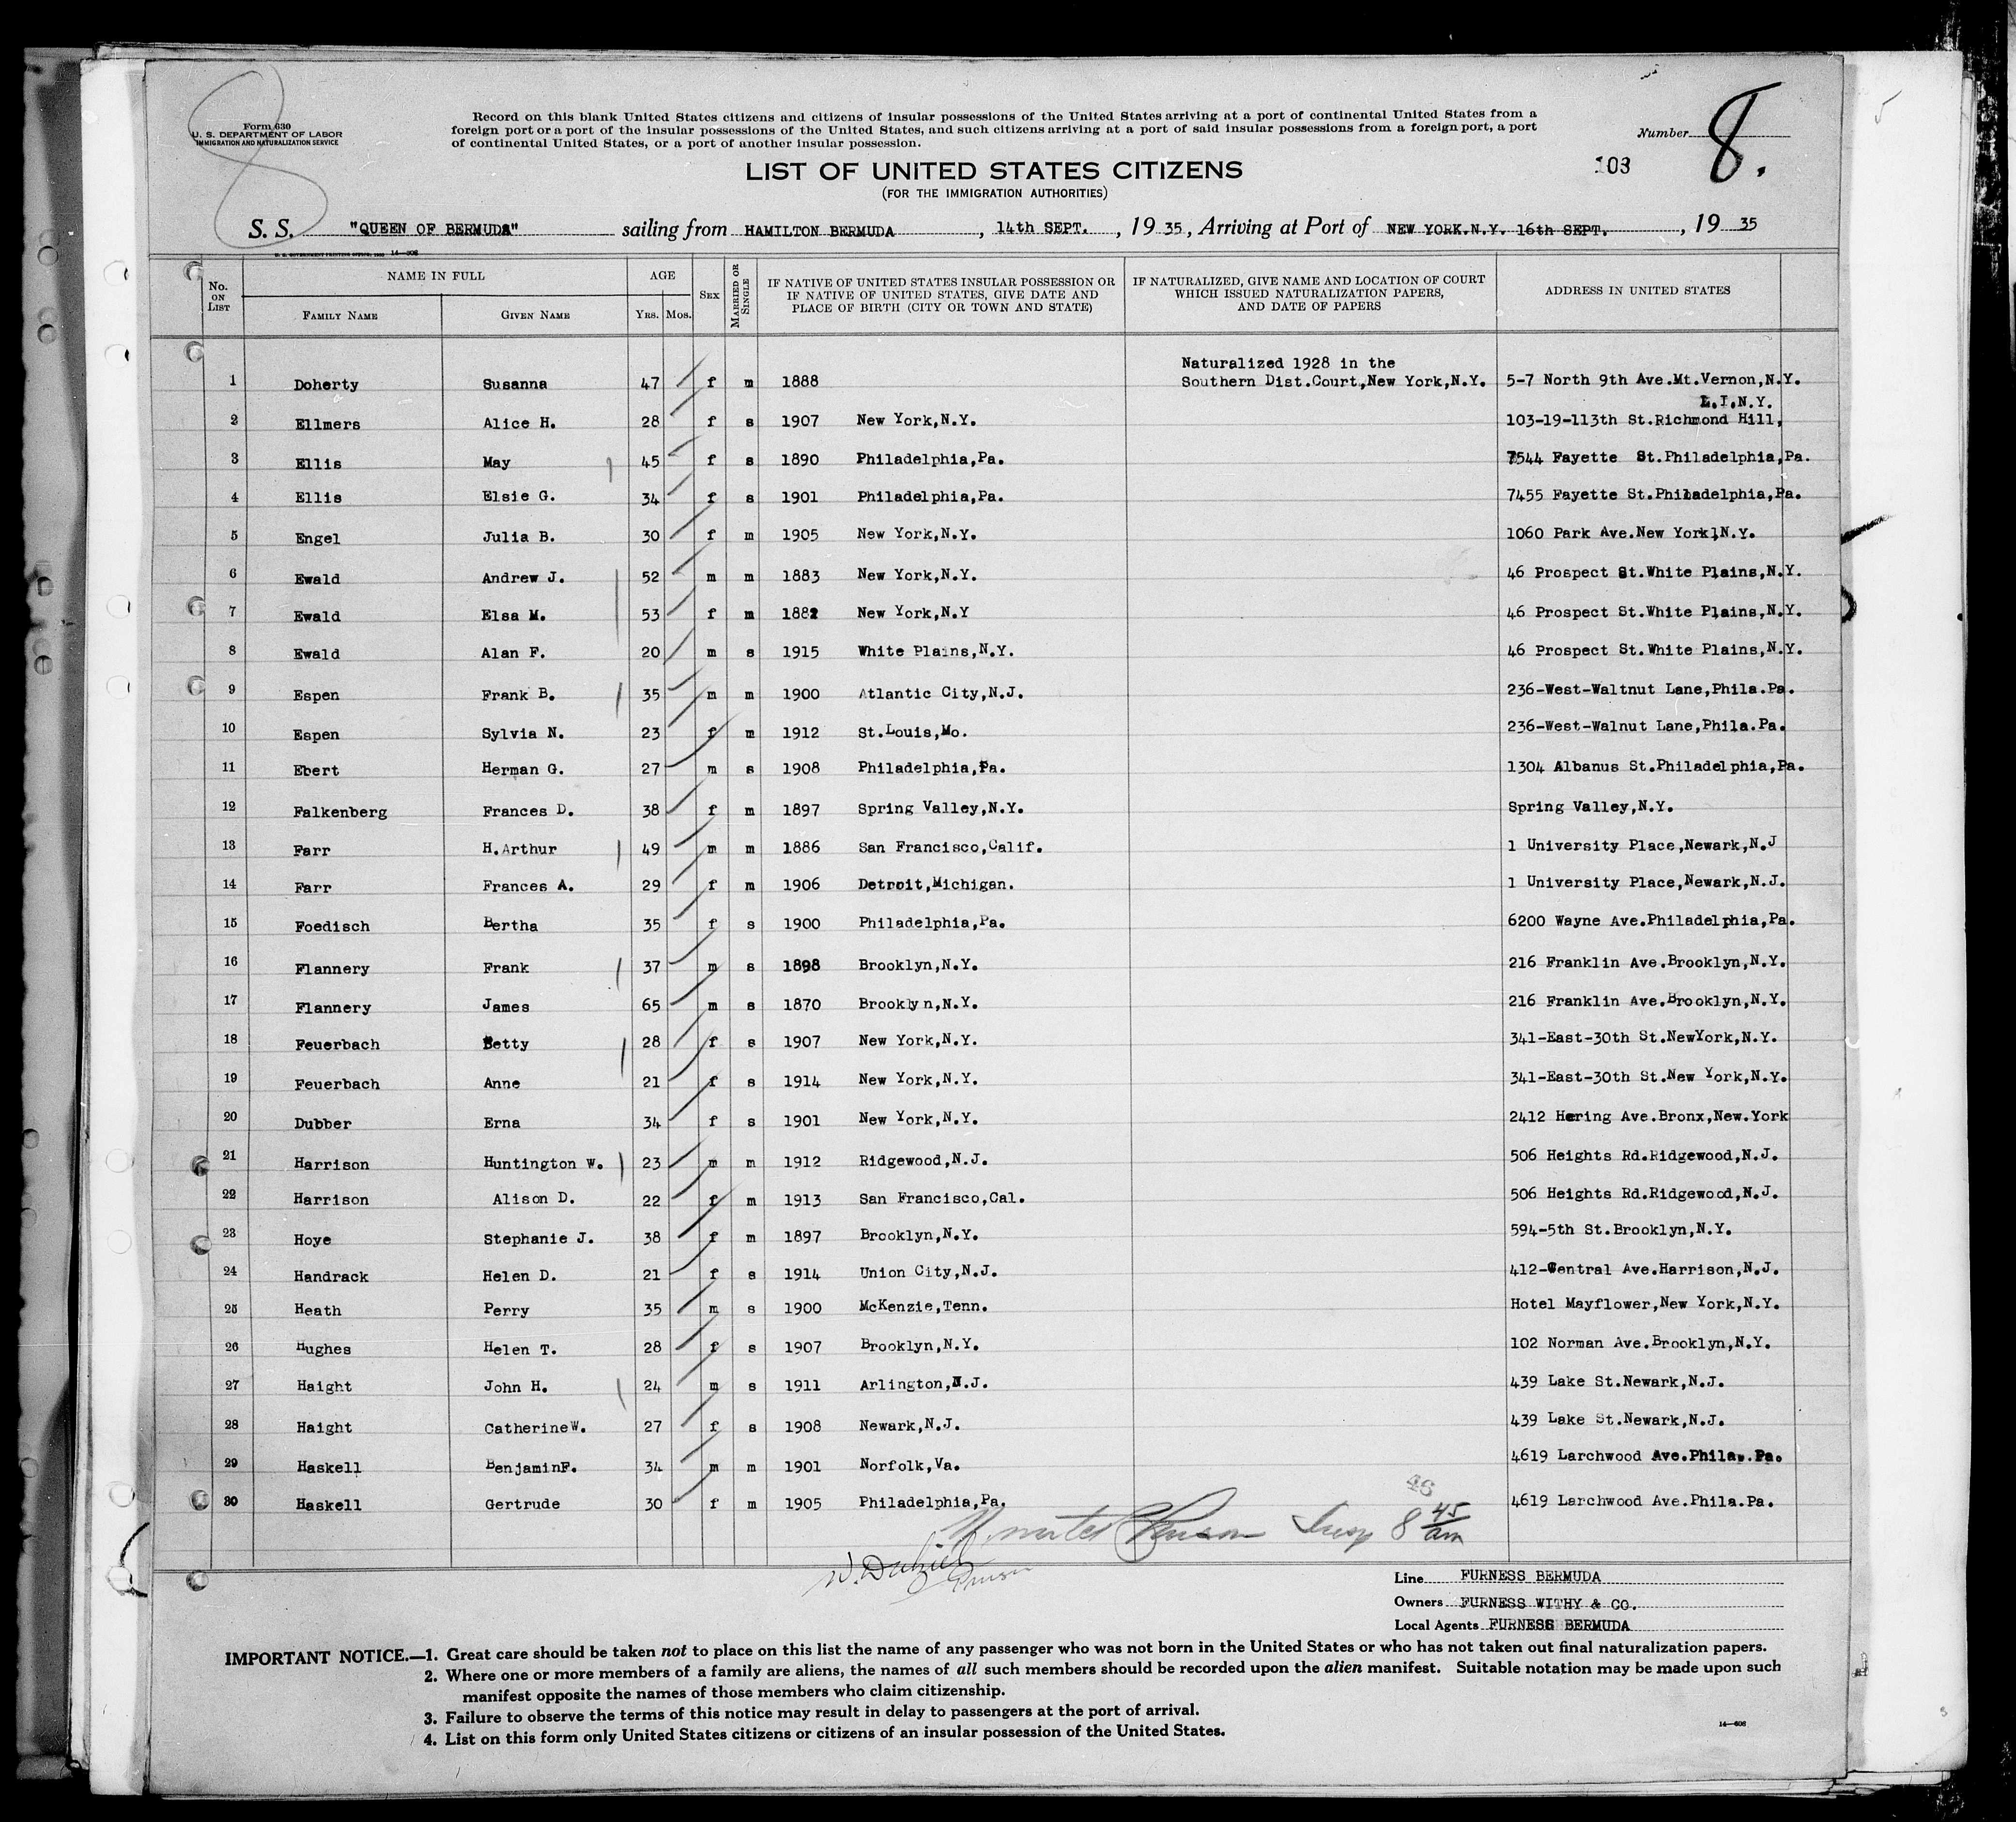 8
Form 630
U. S. DEPARTMENT OF LABOR
IMMIGRATION AND NATURALIZATION SERVICE
Record on this blank United States citizens and citizens of insular possessions of the United States arriving at a port of continental United States from a
foreign port or a port of the insular possessions of the United States, and such citizens arriving at a port of said insular possessions from a foreign port, a port
of continental United States, or a port of another insular possession.
Number 8.
103
LIST OF UNITED STATES CITIZENS
(FOR THE IMMIGRATION AUTHORITIES)
S. S. "QUEEN OF BERMUDA" sailing from HAMILTON BERMUDA, 14th SEPT., 19 35, Arriving at Port of NEW YORK.N.Y. 16th SEPT., 19 35
No. ON LIST NAME IN FULL FAMILY NAME GIVEN NAME AGE YRS. MOS. SEX MARRIED OR SINGLE IF NATIVE OF UNITED STATES INSULAR POSSESSION OR IF NATIVE OF UNITED STATES, GIVE DATE AND PLACE OF BIRTH (CITY OR TOWN AND STATE) IF NATURALIZED, GIVE NAME AND LOCATION OF COURT WHICH ISSUED NATURALIZATION PAPERS, AND DATE OF PAPERS ADDRESS IN UNITED STATES
Naturalized 1928 in the
1 Doherty Susanna 47 f m 1888 Southern Dist.Court,New York,N.Y. 5-7 North 9th Ave.Mt.Vernon,N.Y.
L.I.N.Y.
2 Ellmers Alice H. 28 f s 1907 New York,N.Y. 103-19-113th St.Richmond Hill,
3 Ellis May 45 f s 1890 Philadelphia,Pa. 7544 Fayette St.Philadelphia,Pa.
4 Ellis Elsie G. 34 f s 1901 Philadelphia,Pa. 7455 Fayette St.Philadelphia,Pa.
5 Engel Julia B. 30 f m 1905 New York,N.Y. 1060 Park Ave.New York,N.Y.
6 Ewald Andrew J. 52 m m 1883 New York,N.Y. 46 Prospect St.White Plains,N.Y.
7 Ewald Elsa M. 53 f m 1882 New York,N.Y 46 Prospect St.White Plains,N.Y.
8 Ewald Alan F. 20 m s 1915 White Plains,N.Y. 46 Prospect St.White Plains,N.Y.
9 Espen Frank B. 35 m m 1900 Atlantic City,N.J. 236-West-Waltnut Lane,Phila.Pa.
10 Espen Sylvia N. 23 f m 1912 St.Louis,Mo. 236-West-Walnut Lane,Phila.Pa.
11 Ebert Herman G. 27 m s 1908 Philadelphia,Pa. 1304 Albanus St.Philadelphia,Pa.
12 Falkenberg Frances D. 38 f m 1897 Spring Valley,N.Y. Spring Valley,N.Y.
13 Farr H.Arthur 49 m m 1886 San Francisco,Calif. 1 University Place,Newark,N.J
14 Farr Frances A. 29 f m 1906 Detroit,Michigan. 1 University Place,Newark,N.J.
15 Foedisch Bertha 35 f s 1900 Philadelphia,Pa. 6200 Wayne Ave.Philadelphia,Pa.
16 Flannery Frank 37 m s 1898 Brooklyn,N.Y. 216 Franklin Ave.Brooklyn,N.Y.
17 Flannery James 65 m s 1870 Brooklyn,N.Y. 216 Franklin Ave.Brooklyn,N.Y.
18 Feuerbach Betty 28 f s 1907 New York,N.Y. 341-East-30th St.NewYork,N.Y.
19 Feuerbach Anne 21 f s 1914 New York,N.Y. 341-East-30th St.New York,N.Y.
20 Dubber Erna 34 f s 1901 New York,N.Y. 2412 Hering Ave.Bronx,New.York
21 Harrison Huntington W. 23 m m 1912 Ridgewood,N.J. 506 Heights Rd.Ridgewood,N.J.
22 Harrison Alison D. 22 f m 1913 San Francisco,Cal. 506 Heights Rd.Ridgewood,N.J.
23 Hoye Stephanie J. 38 f m 1897 Brooklyn,N.Y. 594-5th St.Brooklyn,N.Y.
24 Handrack Helen D. 21 f s 1914 Union City,N.J. 412-Central Ave.Harrison,N.J.
25 Heath Perry 35 m s 1900 McKenzie,Tenn. Hotel Mayflower,New York,N.Y.
26 Hughes Helen T. 28 f s 1907 Brooklyn,N.Y. 102 Norman Ave.Brooklyn,N.Y.
27 Haight John H. 24 m s 1911 Arlington,N.J. 439 Lake St.Newark,N.J.
28 Haight CatherineW. 27 f s 1908 Newark,N.J. 439 Lake St.Newark,N.J.
29 Haskell BenjaminF. 34 m m 1901 Norfolk,Va. 4619 Larchwood Ave.Phila..Pa.
30 Haskell Gertrude 30 f m 1905 Philadelphia,Pa. 4619 Larchwood Ave.Phila.Pa.
8 45 am
Line FURNESS BERMUDA
Owners FURNESS WITHY & CO.
Local Agents FURNESS BERMUDA
IMPORTANT NOTICE.—1. Great care should be taken not to place on this list the name of any passenger who was not born in the United States or who has not taken out final naturalization papers.
2. Where one or more members of a family are aliens, the names of all such members should be recorded upon the alien manifest. Suitable notation may be made upon such
manifest opposite the names of those members who claim citizenship.
3. Failure to observe the terms of this notice may result in delay to passengers at the port of arrival.
4. List on this form only United States citizens or citizens of an insular possession of the United States.